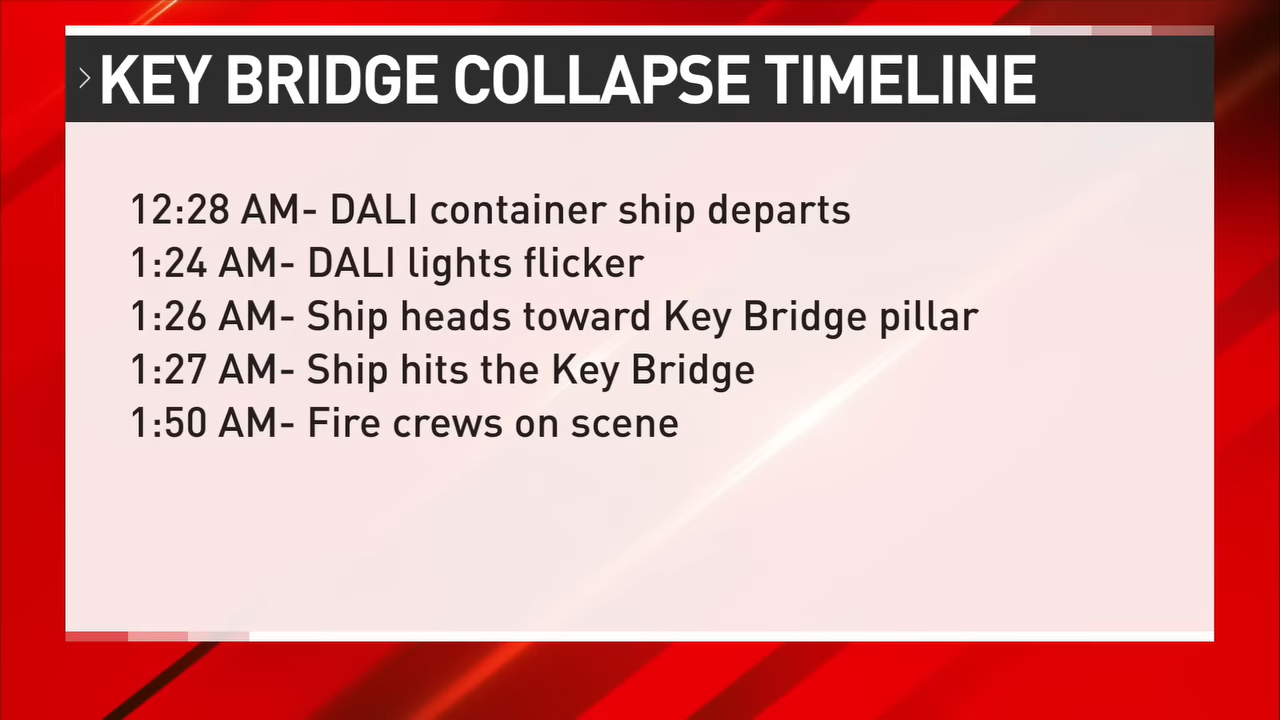 KEY BRIDGE COLLAPSE TIMELINE
12:28 AM- DALI container ship departs
1:24 AM- DALI lights flicker
1:26 AM- Ship heads toward Key Bridge pillar
1:27 AM- Ship hits the Key Bridge
1:50 AM- Fire crews on scene